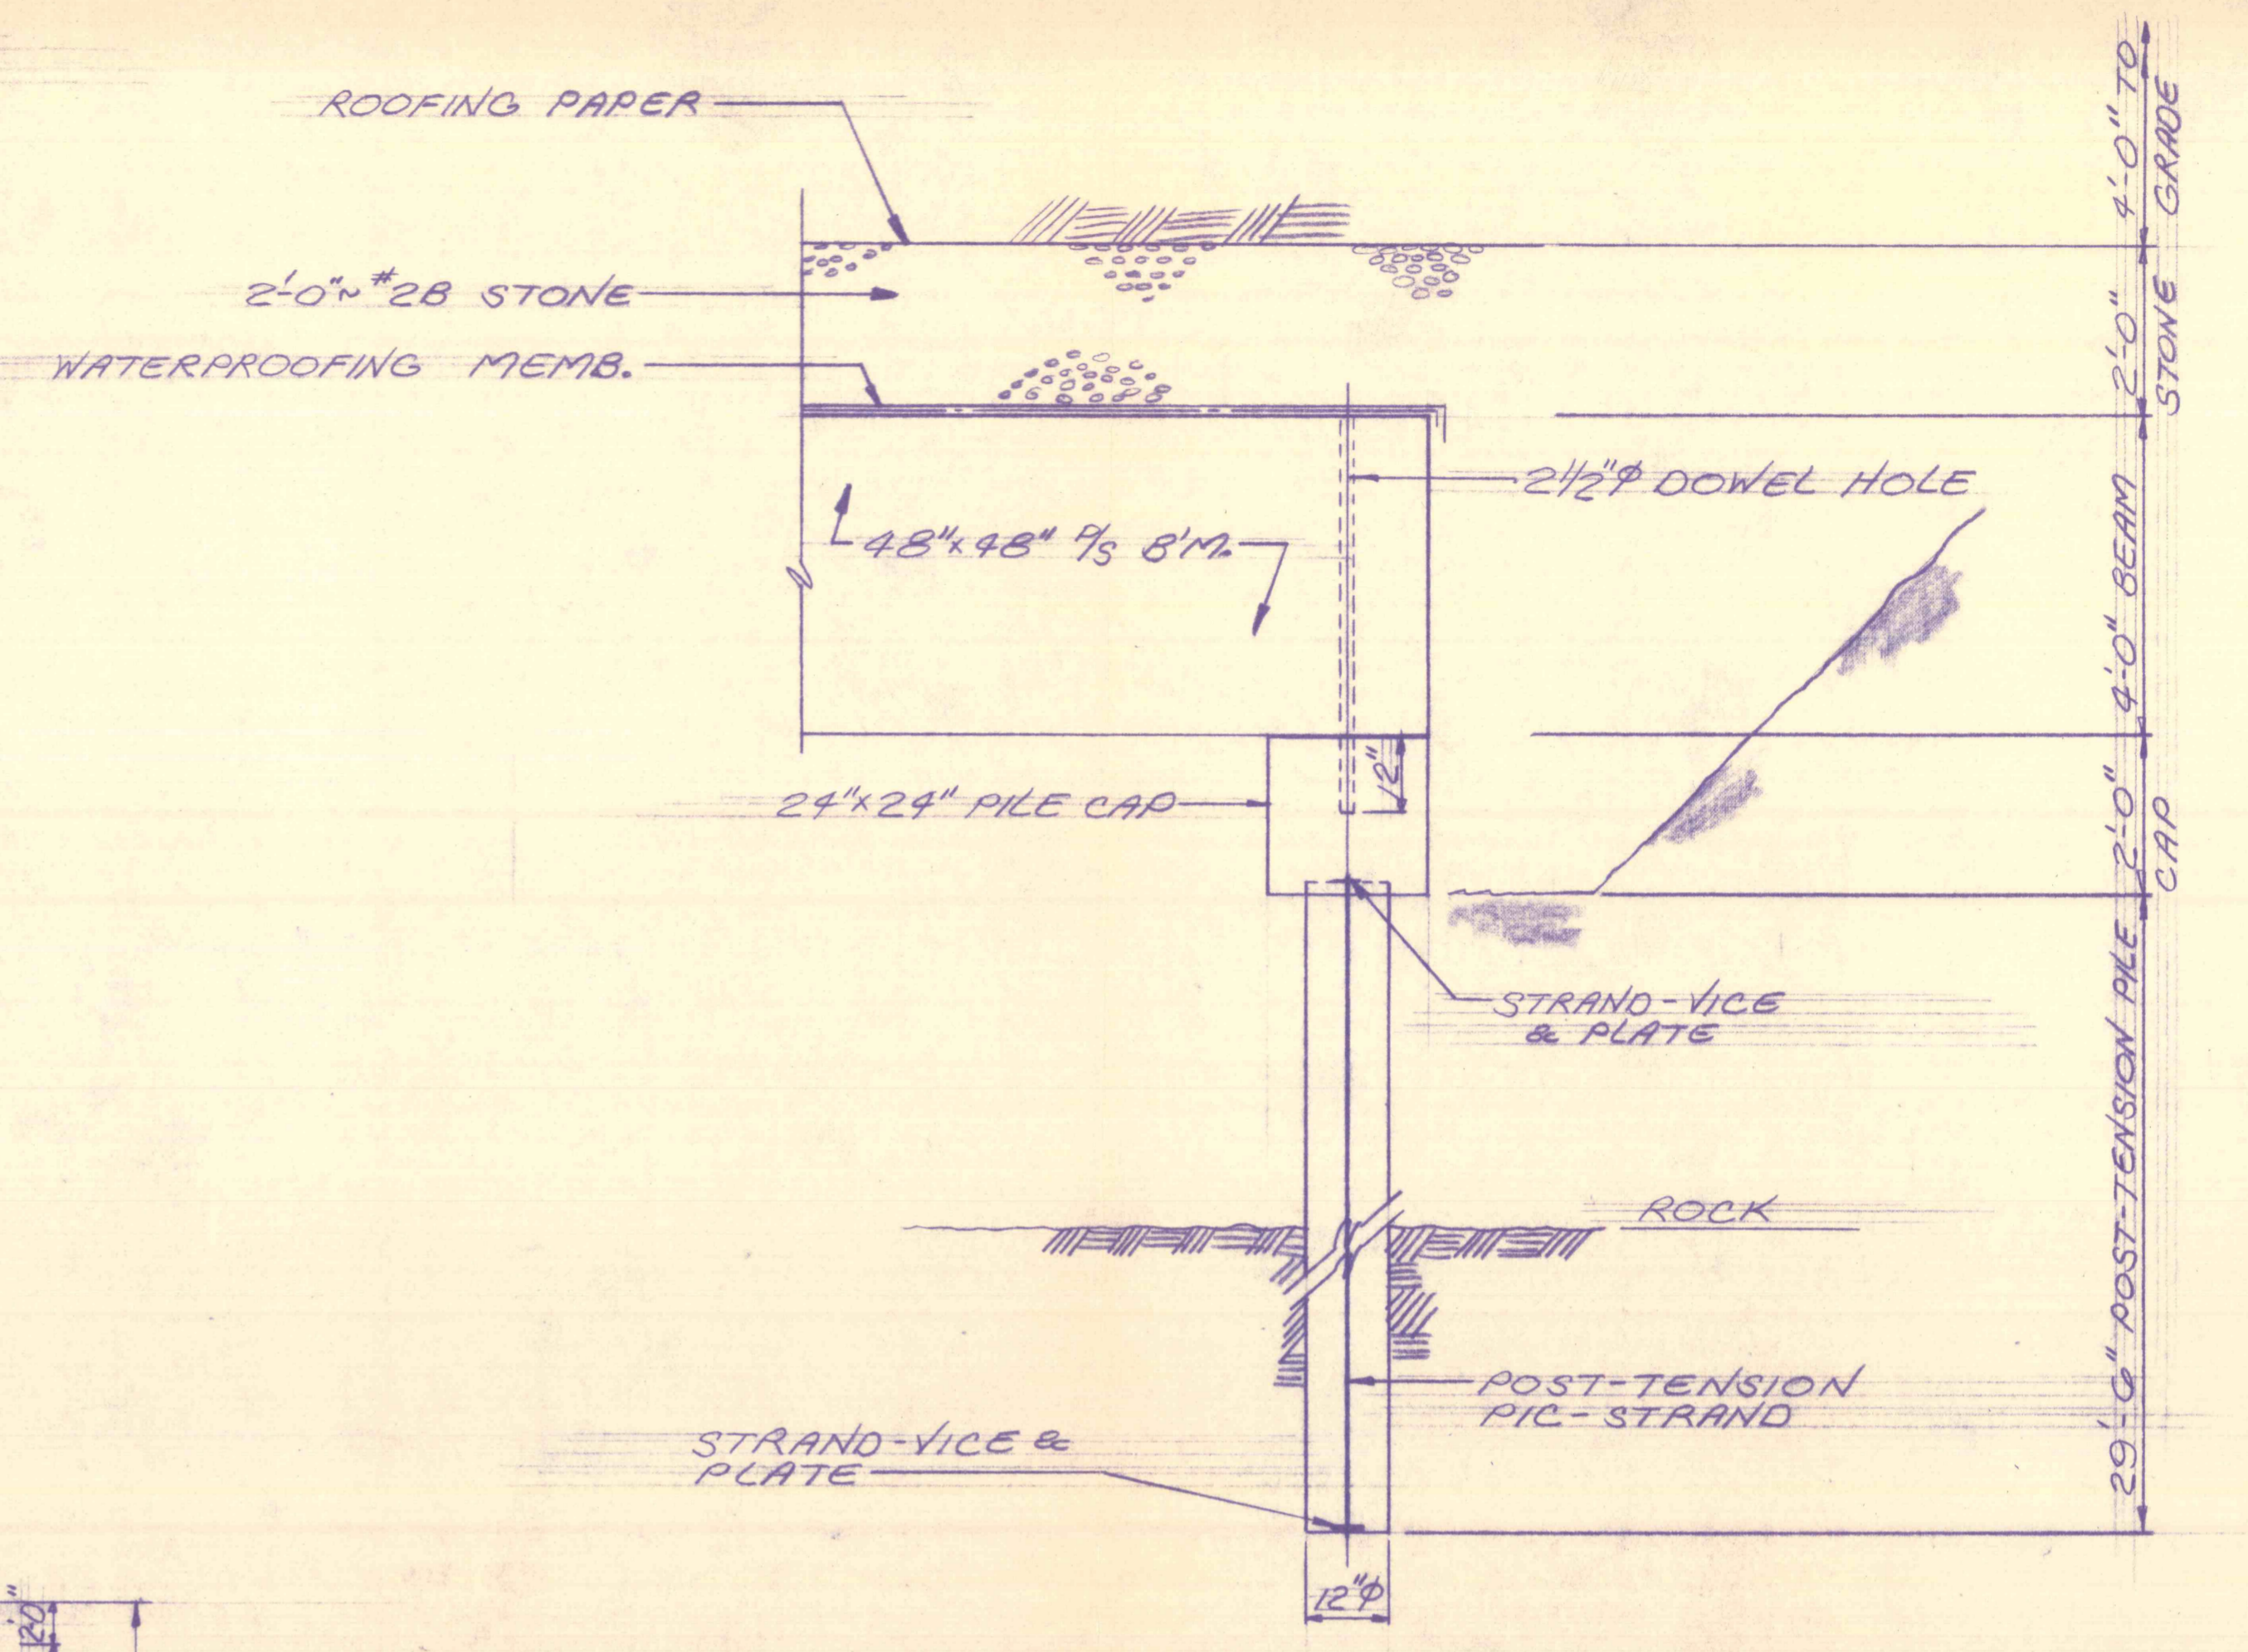 ROOFING PAPER
2'-0"~ #2B STONE
WATERPROOFING MEMB.
2 1/2"φ DOWEL HOLE
48"x48" P/S B'M.
12"
24"x24" PILE CAP
STRAND-VICE
& PLATE
ROCK
POST-TENSION
PIC-STRAND
STRAND-VICE &
PLATE
12"φ
4'-0" TO
GRADE
2'-0"
STONE
4'-0" BEAM
2'-0"
CAP
29'-6" POST-TENSION PILE
2'-0"